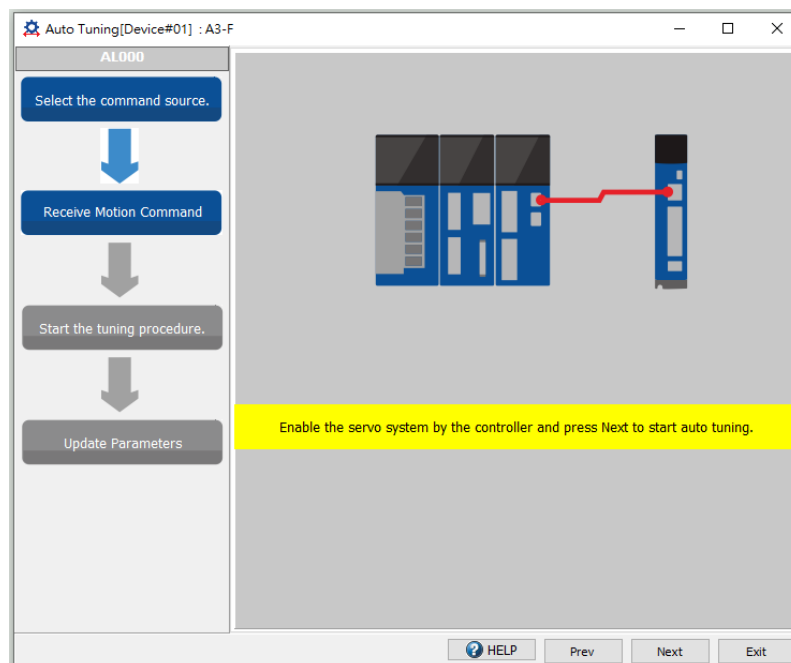 Auto Tuning[Device#01] : A3-F
AL000
Select the command source.
Receive Motion Command
Start the tuning procedure.
Update Parameters
Enable the servo system by the controller and press Next to start auto tuning.
? HELP Prev Next Exit